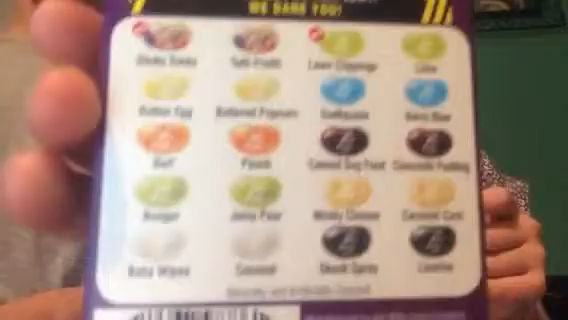 WE DARE YOU!
Stinky Socks Tutti-Fruitti Lawn Clippings Lime
Rotten Egg Buttered Popcorn Toothpaste Berry Blue
Barf Peach Canned Dog Food Chocolate Pudding
Booger Juicy Pear Moldy Cheese Caramel Corn
Baby Wipes Coconut Skunk Spray Licorice